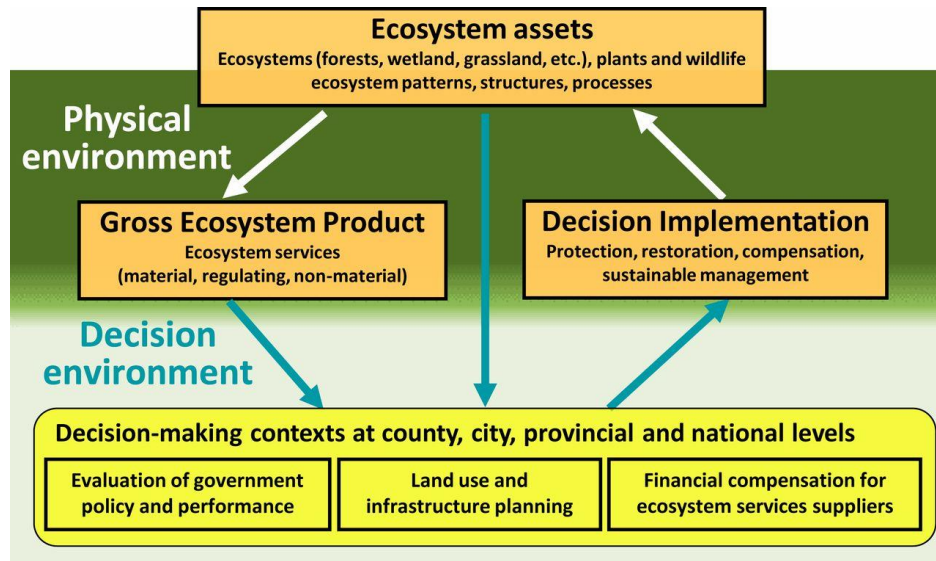 Ecosystem assets
Ecosystems (forests, wetland, grassland, etc.), plants and wildlife
ecosystem patterns, structures, processes
Physical
environment
Gross Ecosystem Product
Ecosystem services
(material, regulating, non-material)
Decision Implementation
Protection, restoration, compensation,
sustainable management
Decision
environment
Decision-making contexts at county, city, provincial and national levels
Evaluation of government
policy and performance
Land use and
infrastructure planning
Financial compensation for
ecosystem services suppliers